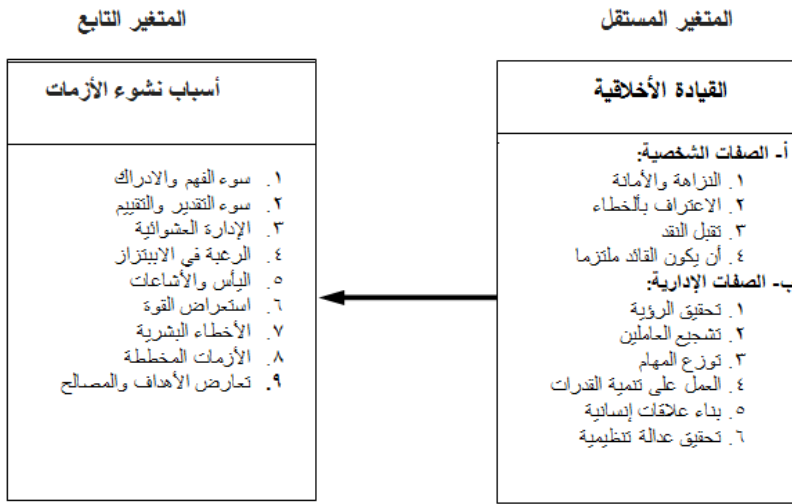 المتغير المستقل
القيادة الأخلاقية
أ- الصفات الشخصية:
١. النزاهة والأمانة
٢. الاعتراف بألخطاء
٣. تقبل النقد
٤. أن يكون القائد ملتزما
ب- الصفات الإدارية:
١. تحقيق الرؤية
٢. تشجيع العاملين
٣. توزع المهام
٤. العمل على تنمية القدرات
٥. بناء علاقات إنسانية
٦. تحقيق عدالة تنظيمية
المتغير التابع
أسباب نشوء الأزمات
١. سوء الفهم والادراك
٢. سوء التقدير والتقييم
٣. الإدارة العشوائية
٤. الرغبة في الابيتزاز
٥. اليأس والأشاعات
٦. استعراض القوة
٧. الأخطاء البشرية
٨. الأزمات المخططة
٩. تعارض الأهداف والمصالح